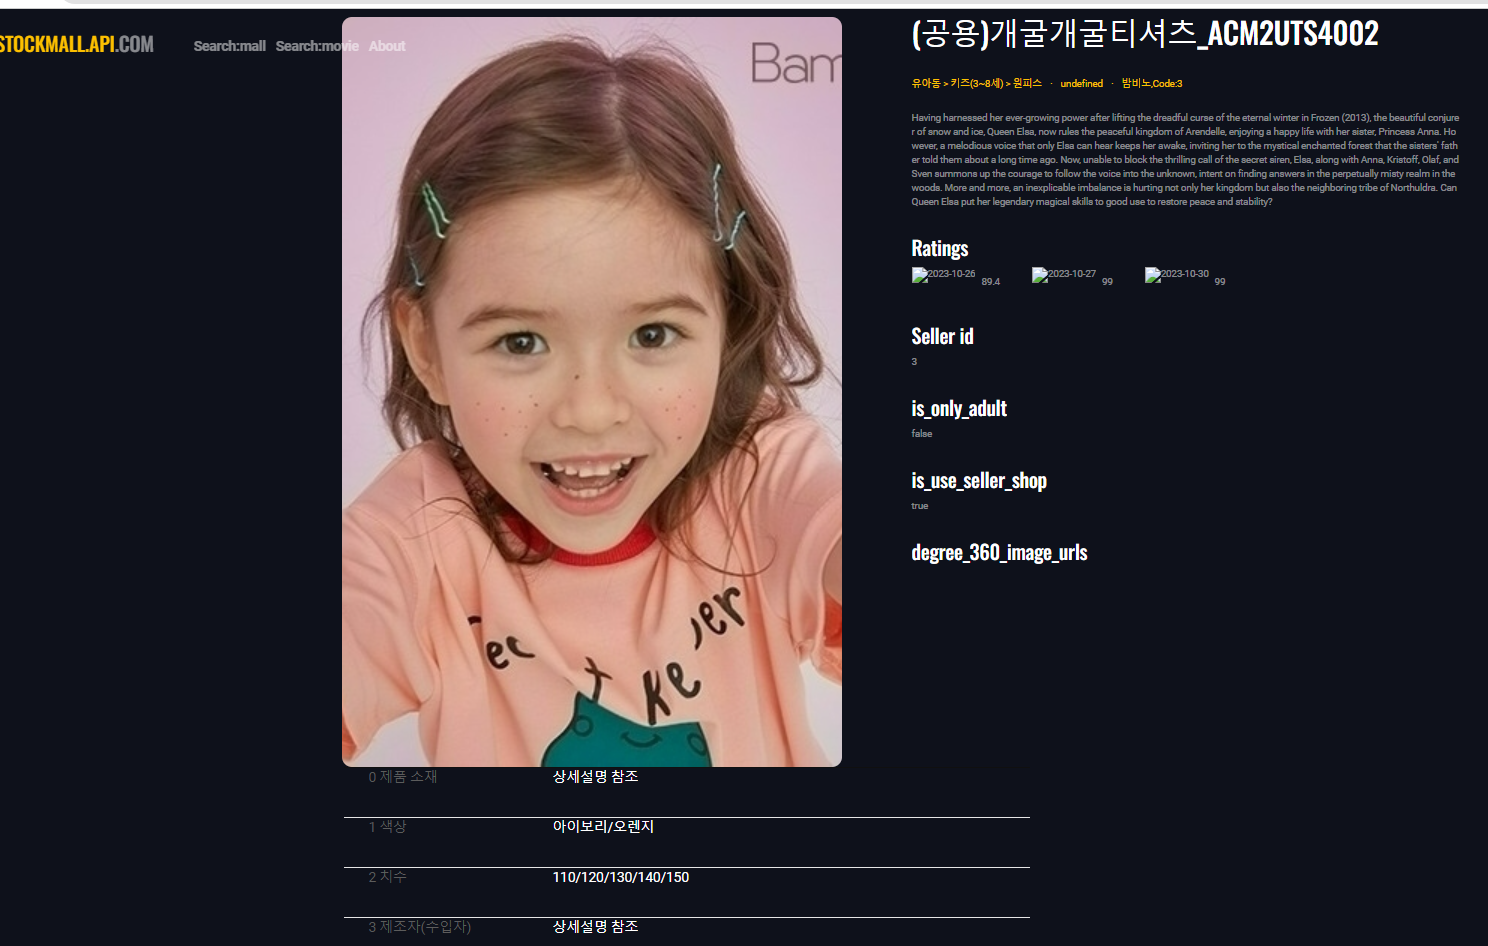 STOCKMALL.API.COM
Search:mall Search:movie About
Bam
ver
ke
(공용)개굴개굴티셔츠_ACM2UTS4002
유아동 > 키즈(3~8세) > 원피스 · undefined · 밤비노,Code:3
Having harnessed her ever-growing power after lifting the dreadful curse of the eternal winter in Frozen (2013), the beautiful conjure
r of snow and ice, Queen Elsa, now rules the peaceful kingdom of Arendelle, enjoying a happy life with her sister, Princess Anna. Ho
wever, a melodious voice that only Elsa can hear keeps her awake, inviting her to the mystical enchanted forest that the sisters' fath
er told them about a long time ago. Now, unable to block the thrilling call of the secret siren, Elsa, along with Anna, Kristoff, Olaf, and
Sven summons up the courage to follow the voice into the unknown, intent on finding answers in the perpetually misty realm in the
woods. More and more, an inexplicable imbalance is hurting not only her kingdom but also the neighboring tribe of Northuldra. Can
Queen Elsa put her legendary magical skills to good use to restore peace and stability?
Ratings
2023-10-26 89.4 2023-10-27 99 2023-10-30 99
Seller id
3
is_only_adult
false
is_use_seller_shop
true
degree_360_image_urls
0 제품 소재 상세설명 참조
1 색상 아이보리/오렌지
2 치수 110/120/130/140/150
3 제조자(수입자) 상세설명 참조